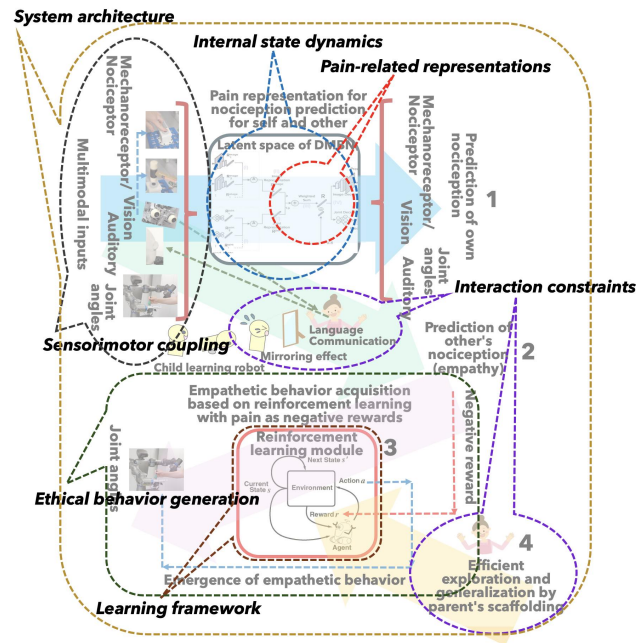 System architecture
Internal state dynamics
Pain-related representations
Pain representation for
nociception prediction
for self and other
Latent space of DMBN
Mechanoreceptor/
Nociceptor
Vision
Auditory
Joint
angles
Multimodal inputs
Mechanoreceptor/
Nociceptor
Vision
Auditory
Joint
angles
Prediction of own
nociception
1
Interaction constraints
Language
Communication
Mirroring effect
Sensorimotor coupling
Child learning robot
Prediction of
other's
nociception
(empathy)
2
Empathetic behavior acquisition
based on reinforcement learning
with pain as negative rewards
Negative reward
Reinforcement
learning module
3
Next State s'
Current
State s
Environment
Action a
Reward r
Agent
Joint angles
Ethical behavior generation
4
Efficient
exploration and
generalization by
parent's scaffolding
Emergence of empathetic behavior
Learning framework